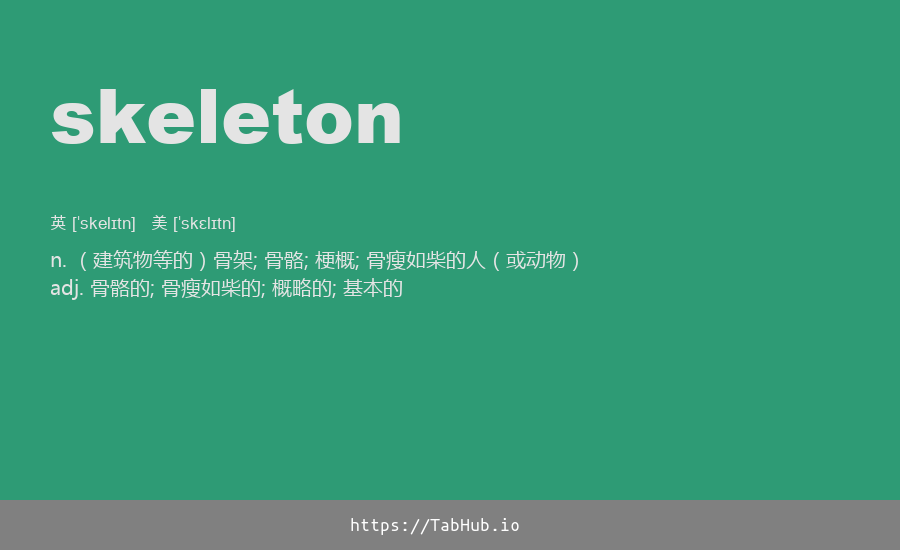 skeleton
英 [ˈskelɪtn]   美 [ˈskɛlɪtn]
n. （建筑物等的）骨架; 骨骼; 梗概; 骨瘦如柴的人（或动物）
adj. 骨骼的; 骨瘦如柴的; 概略的; 基本的
https://TabHub.io